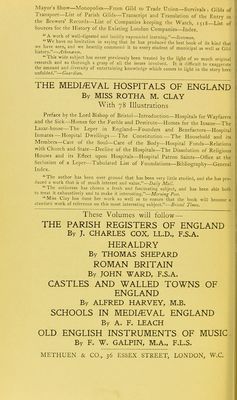 Mayor's Show—Monopolies—From Gild to Trade Union—Survivals: Gilds of
Transport—List of Parish Gilds—Transcript and Translation of the Entry in
the Brewers' Records—List of Companies keeping the Watch, 1518—List of
Sources for the History of the Existing London Companies—Index.
"A work of well-digested and lucidly expounded learning."—Scotsman.
"We have no hesitation in saying that he has produced the best book of its kind that
we have seen, and we heartily commend it to every student of municipal as well as Gild
history."—Athenæum.
"This wide subject has never previously been treated by the light of so much original
research and so thorough a grasp of all the issues involved. It is difficult to exaggerate
the amount and diversity of entertaining knowledge which comes to light in the story here
unfolded."—Guardian.
THE MEDIÆVAL HOSPITALS OF ENGLAND
By MISS ROTHA M. CLAY
With 78 Illustrations
Preface by the Lord Bishop of Bristol—Introduction—Hospitals for Wayfarers
and the Sick—Homes for the Feeble and Destitute—Homes for the Insane—The
Lazar-house—The Leper in England—Founders and Benefactors—Hospital
Inmates—Hospital Dwellings—The Constitution—The Household and its
Members—Care of the Soul—Care of the Body—Hospital Funds—Relations
with Church and State—Decline of the Hospitals—The Dissolution of Religious
Houses and its Effect upon Hospitals—Hospital Patron Saints—Office at the
Seclusion of a Leper—Tabulated List of Foundations—Bibliography—General
Index.
"The author has been over ground that has been very little studied, and she has pro-
duced a work that is of much interest and value."—Daily Mail.
"The authoress has chosen a fresh and fascinating subject, and has been able both
to treat it exhaustively and to make it interesting."—Morning Post.
"Miss Clay has done her work so well as to ensure that the book will become a
standard work of reference on this most interesting subject."—Bristol Times.
These Volumes will follow—
THE PARISH REGISTERS OF ENGLAND
By J. CHARLES COX, LL.D., F.S.A.
HERALDRY
By THOMAS SHEPARD
ROMAN BRITAIN
By JOHN WARD, F.S.A.
CASTLES AND WALLED TOWNS OF
ENGLAND
By ALFRED HARVEY, M.B.
SCHOOLS IN MEDIÆVAL ENGLAND
By A. F. LEACH
OLD ENGLISH INSTRUMENTS OF MUSIC
By F. W. GALPIN, M.A., F.L.S.
METHUEN & CO., 36 ESSEX STREET, LONDON, W.C.